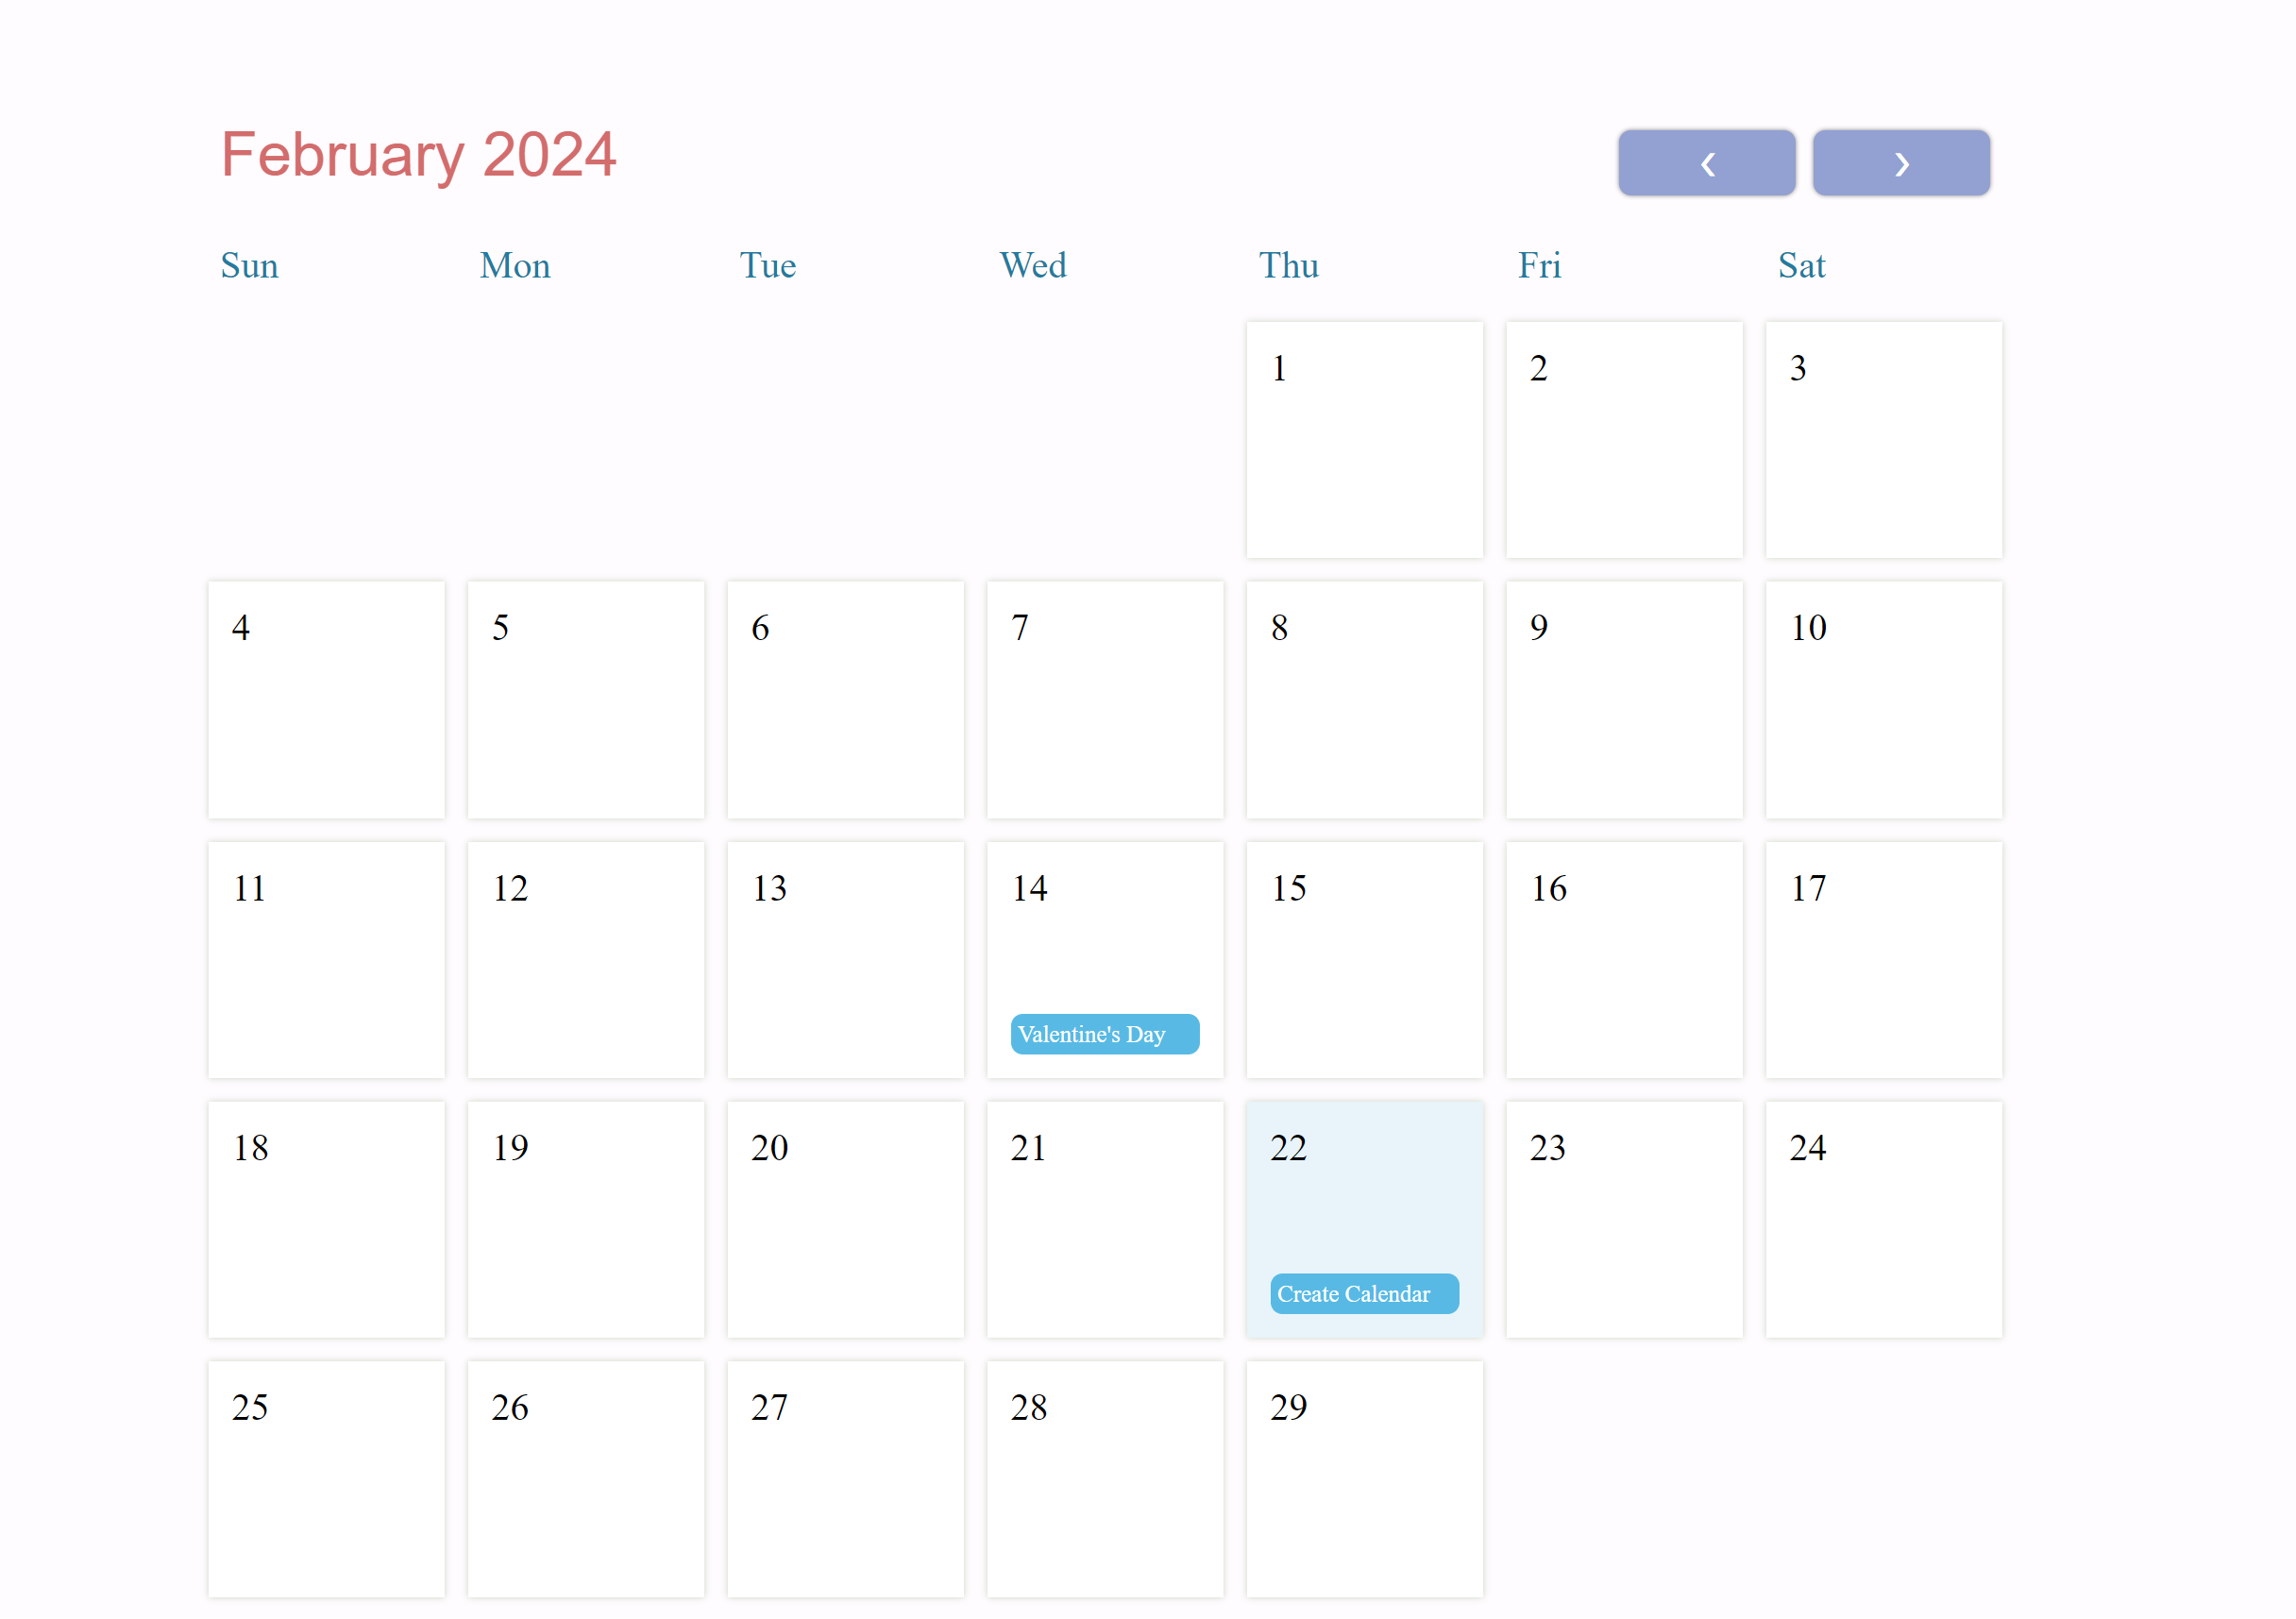 February 2024 ‹ ›
Sun Mon Tue Wed Thu Fri Sat
1 2 3
4 5 6 7 8 9 10
11 12 13 14 15 16 17
Valentine's Day
18 19 20 21 22 23 24
Create Calendar
25 26 27 28 29